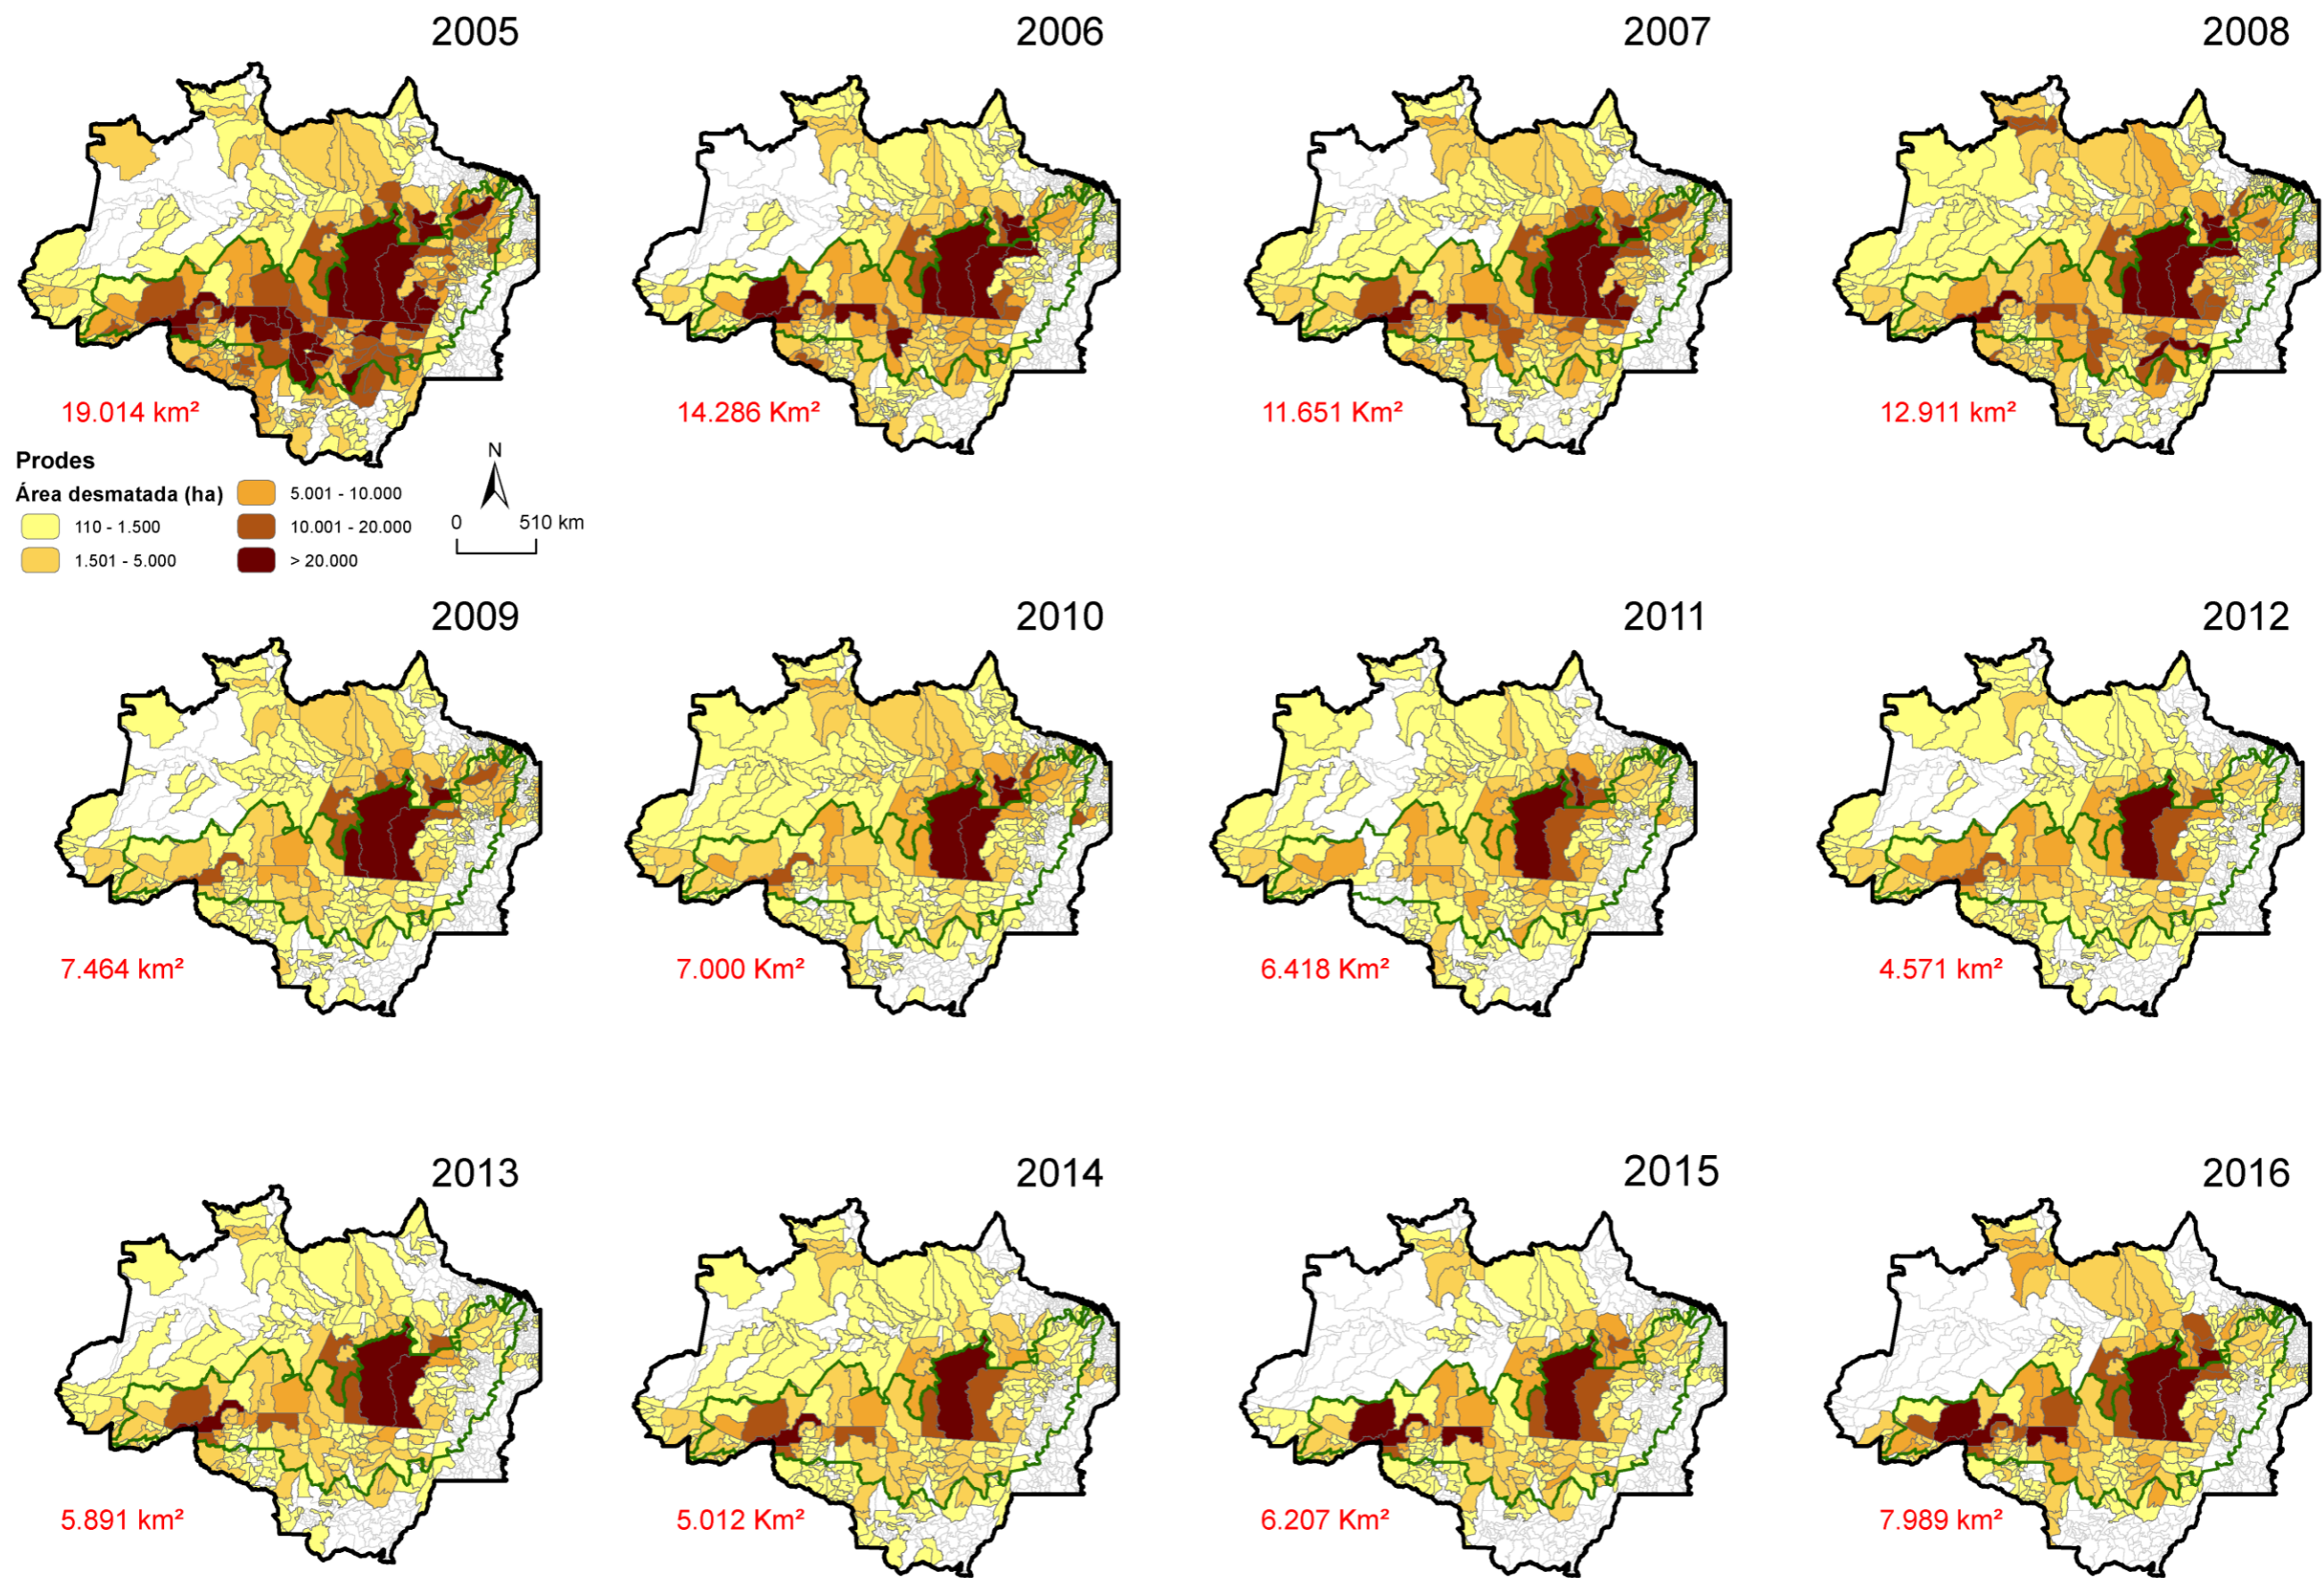 2005
2006
2007
2008
19.014 km²
14.286 Km²
11.651 Km²
12.911 km²
Prodes
Área desmatada (ha)
110 - 1.500
1.501 - 5.000
5.001 - 10.000
10.001 - 20.000
> 20.000
N
0 510 km
2009
2010
2011
2012
7.464 km²
7.000 Km²
6.418 Km²
4.571 km²
2013
2014
2015
2016
5.891 km²
5.012 Km²
6.207 Km²
7.989 km²